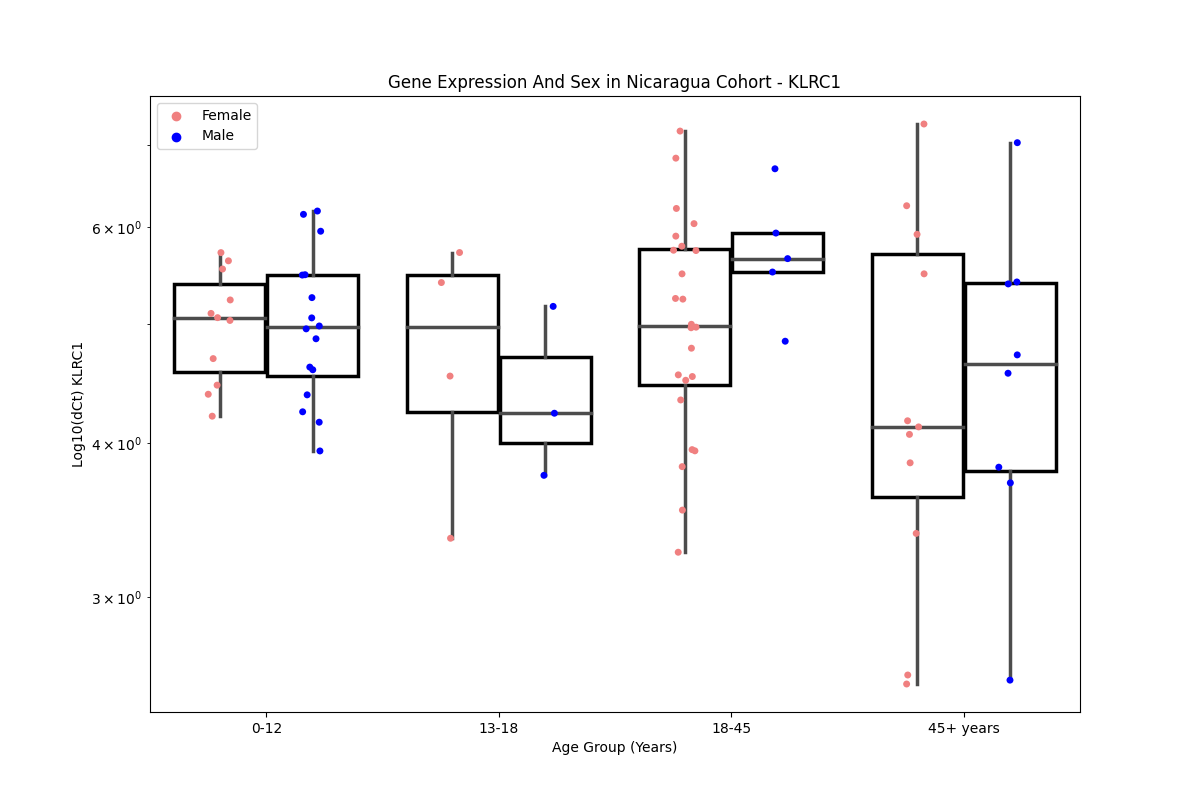 Gene Expression And Sex in Nicaragua Cohort - KLRC1
Female
Male
6 × 10⁰
4 × 10⁰
3 × 10⁰
Log10(dCt) KLRC1
0-12
13-18
18-45
45+ years
Age Group (Years)